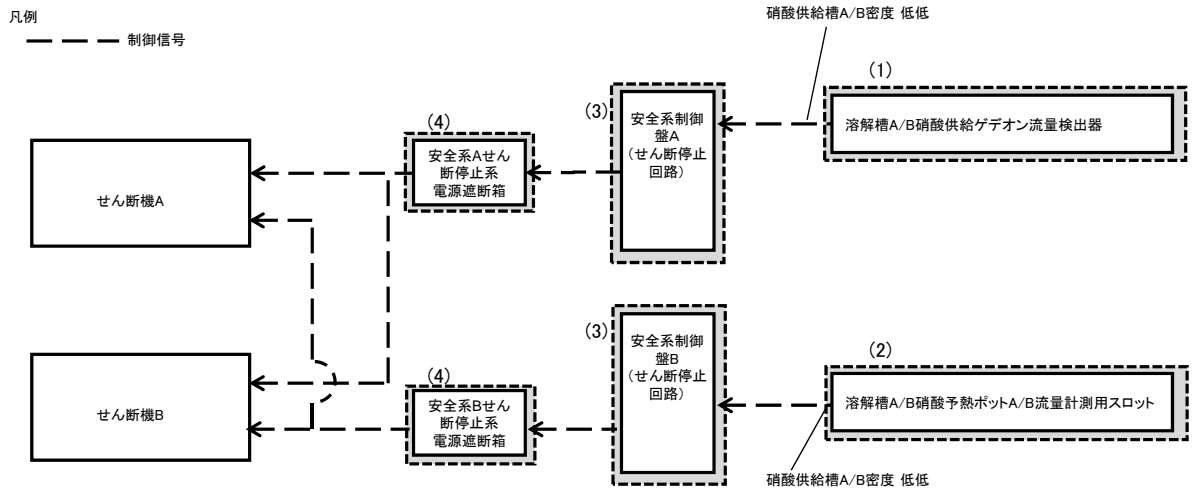 凡例
制御信号
硝酸供給槽A/B密度 低低
(1)
溶解槽A/B硝酸供給ゲデオン流量検出器
(3)
安全系制御
盤A
(せん断停止
回路)
(4)
安全系Aせん
断停止系
電源遮断箱
せん断機A
(2)
溶解槽A/B硝酸予熱ポットA/B流量計測用スロット
硝酸供給槽A/B密度 低低
(3)
安全系制御
盤B
(せん断停止
回路)
(4)
安全系Bせん
断停止系
電源遮断箱
せん断機B